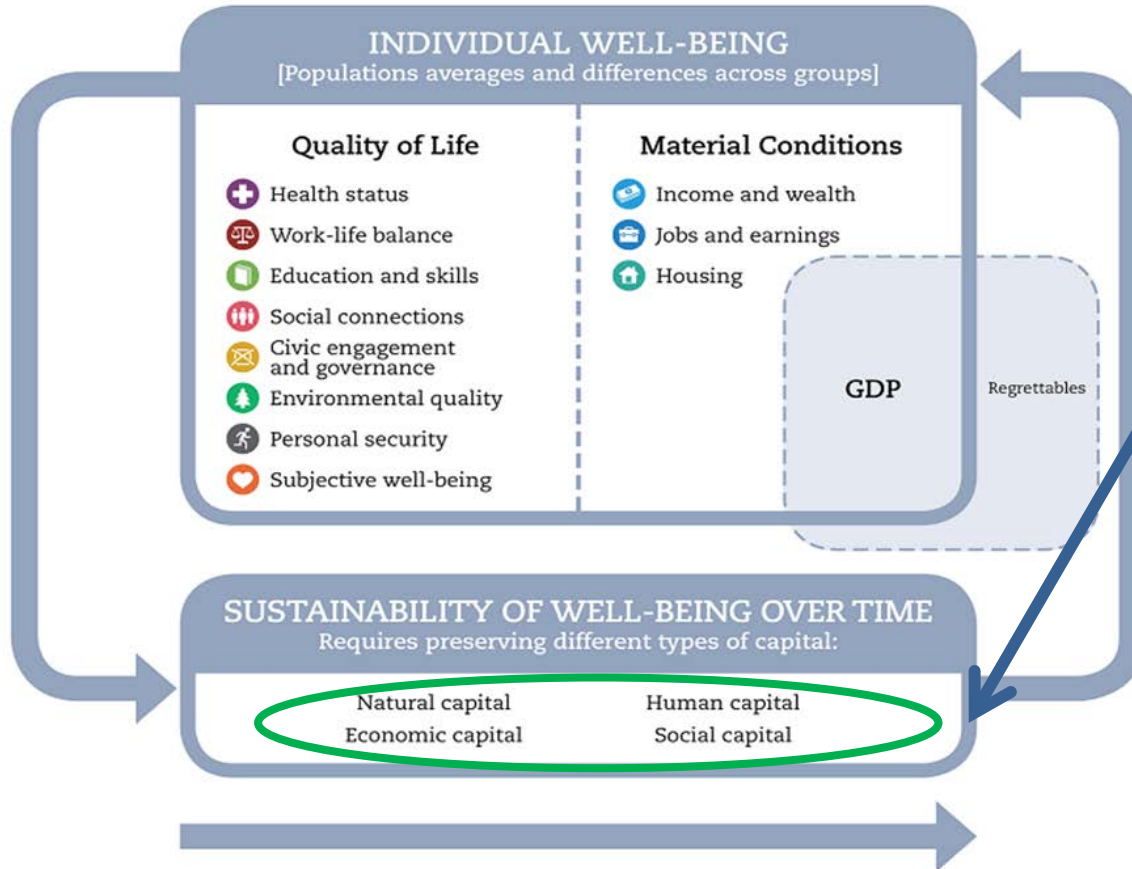 INDIVIDUAL WELL-BEING
[Populations averages and differences across groups]
Quality of Life
Health status
Work-life balance
Education and skills
Social connections
Civic engagement
and governance
Environmental quality
Personal security
Subjective well-being
Material Conditions
Income and wealth
Jobs and earnings
Housing
GDP
Regrettables
SUSTAINABILITY OF WELL-BEING OVER TIME
Requires preserving different types of capital:
Natural capital
Human capital
Economic capital
Social capital